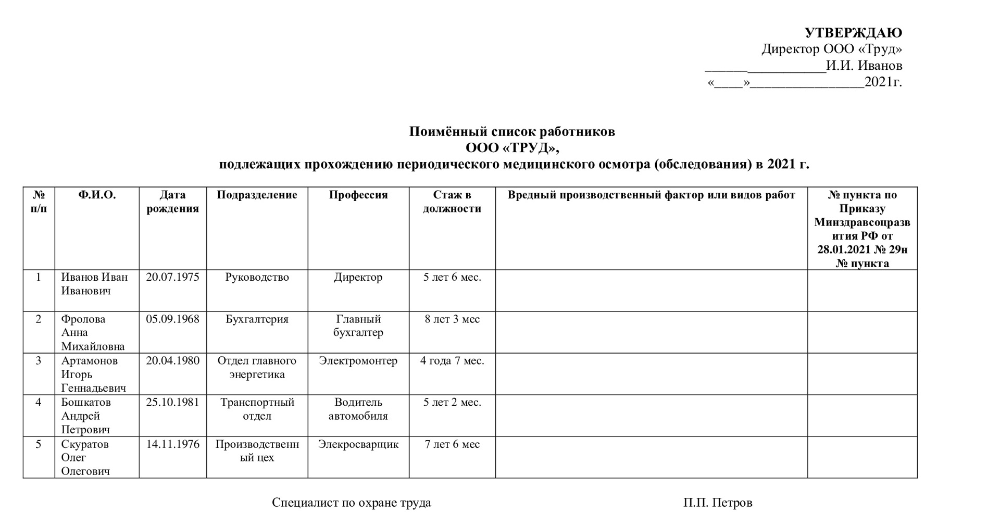 УТВЕРЖДАЮ
Директор ООО «Труд»
_________________И.И. Иванов
«____»________________2021г.
Поимённый список работников
ООО «ТРУД»,
подлежащих прохождению периодического медицинского осмотра (обследования) в 2021 г.
№ п/п
Ф.И.О.
Дата рождения
Подразделение
Профессия
Стаж в должности
Вредный производственный фактор или видов работ
№ пункта по
Приказу
Минздравсоцразв
ития РФ от
28.01.2021 № 29н
№ пункта
1
Иванов Иван
Иванович
20.07.1975
Руководство
Директор
5 лет 6 мес.
2
Фролова
Анна
Михайловна
05.09.1968
Бухгалтерия
Главный
бухгалтер
8 лет 3 мес
3
Артамонов
Игорь
Геннадьевич
20.04.1980
Отдел главного
энергетика
Электромонтер
4 года 7 мес.
4
Бошкатов
Андрей
Петрович
25.10.1981
Транспортный
отдел
Водитель
автомобиля
5 лет 2 мес.
5
Скуратов
Олег
Олегович
14.11.1976
Производственн
ый цех
Элекросварщик
7 лет 6 мес
Специалист по охране труда П.П. Петров